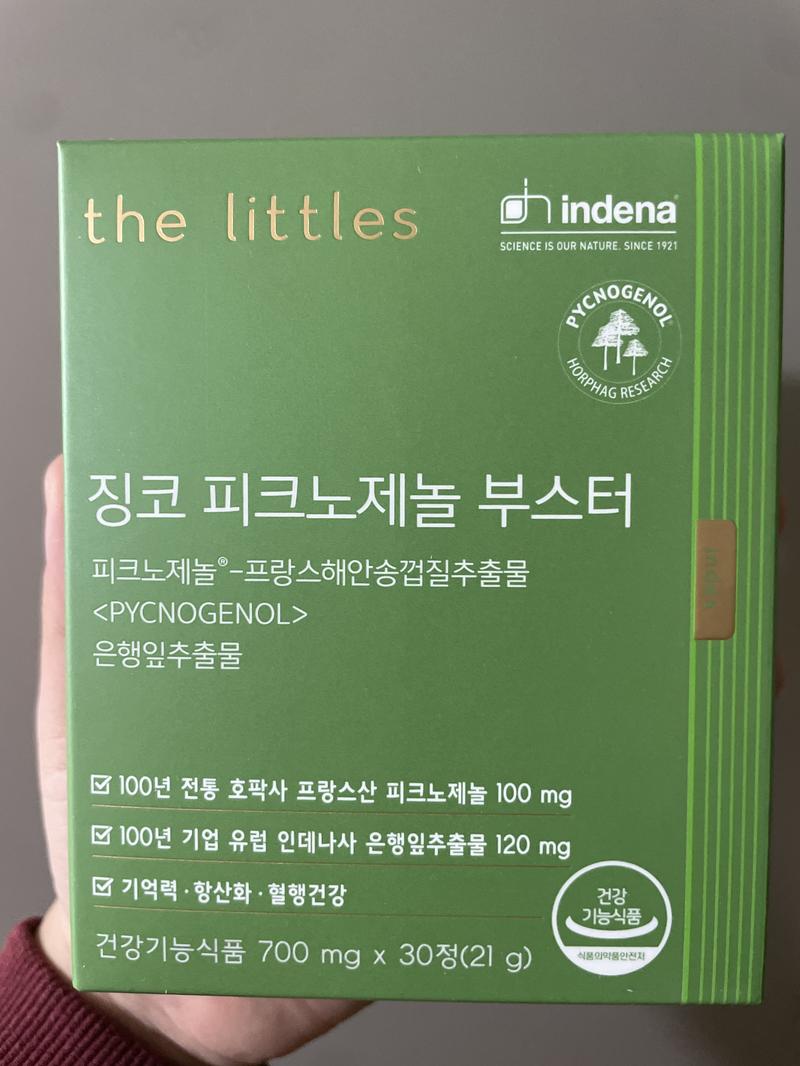 the littles
indena
SCIENCE IS OUR NATURE. SINCE 1921
PYCNOGENOL®
HORPHAG RESEARCH
징코 피크노제놀 부스터
피크노제놀®-프랑스해안송껍질추출물
<PYCNOGENOL>
은행잎추출물
100년 전통 호팍사 프랑스산 피크노제놀 100 mg
100년 기업 유럽 인데나사 은행잎추출물 120 mg
기억력·항산화·혈행건강
건강기능식품 700 mg x 30정(21 g)
건강
기능식품
식품의약품안전처